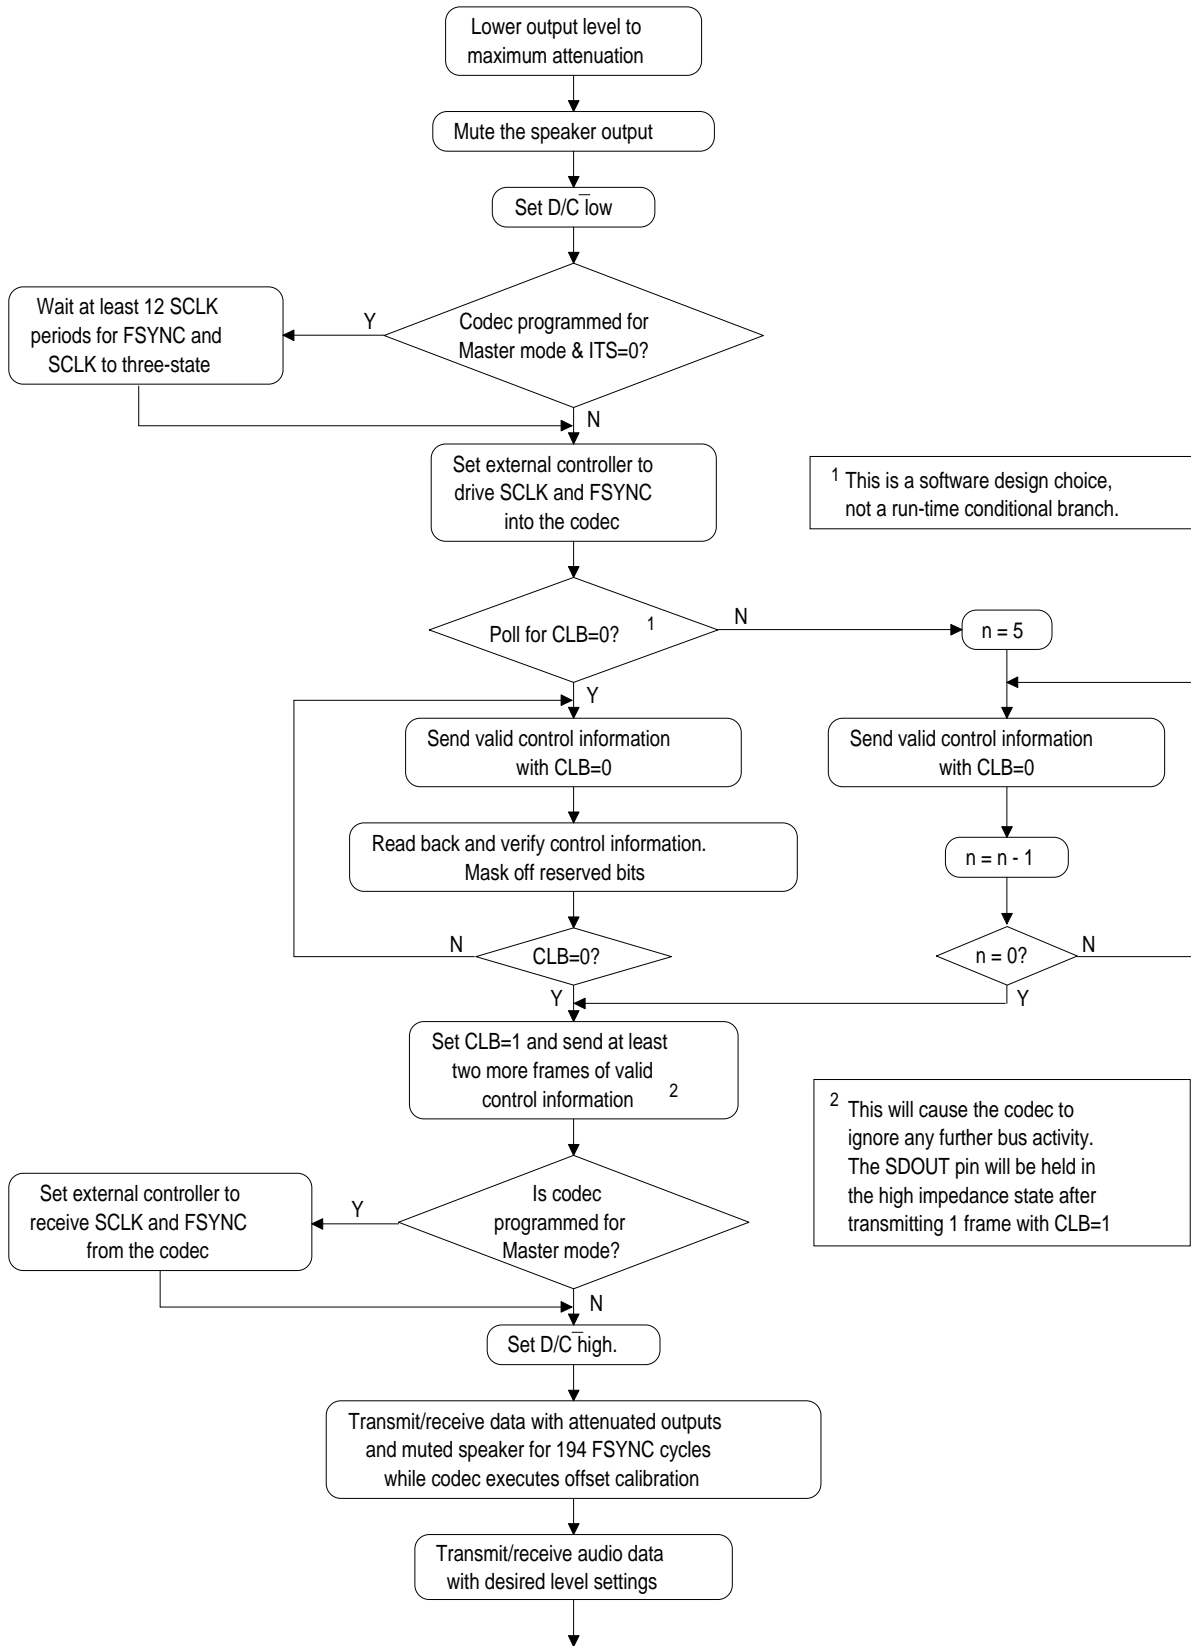 Lower output level to
maximum attenuation
Mute the speaker output
Set D/C̅ low
Codec programmed for
Master mode & ITS=0?
Y
Wait at least 12 SCLK
periods for FSYNC and
SCLK to three-state
N
Set external controller to
drive SCLK and FSYNC
into the codec
1 This is a software design choice,
not a run-time conditional branch.
Poll for CLB=0? 1
N
n = 5
Y
Send valid control information
with CLB=0
Send valid control information
with CLB=0
Read back and verify control information.
Mask off reserved bits
n = n - 1
N
CLB=0?
n = 0?
N
Y
Y
Set CLB=1 and send at least
two more frames of valid
control information 2
2 This will cause the codec to
ignore any further bus activity.
The SDOUT pin will be held in
the high impedance state after
transmitting 1 frame with CLB=1
Is codec
programmed for
Master mode?
Y
Set external controller to
receive SCLK and FSYNC
from the codec
N
Set D/C̅ high.
Transmit/receive data with attenuated outputs
and muted speaker for 194 FSYNC cycles
while codec executes offset calibration
Transmit/receive audio data
with desired level settings